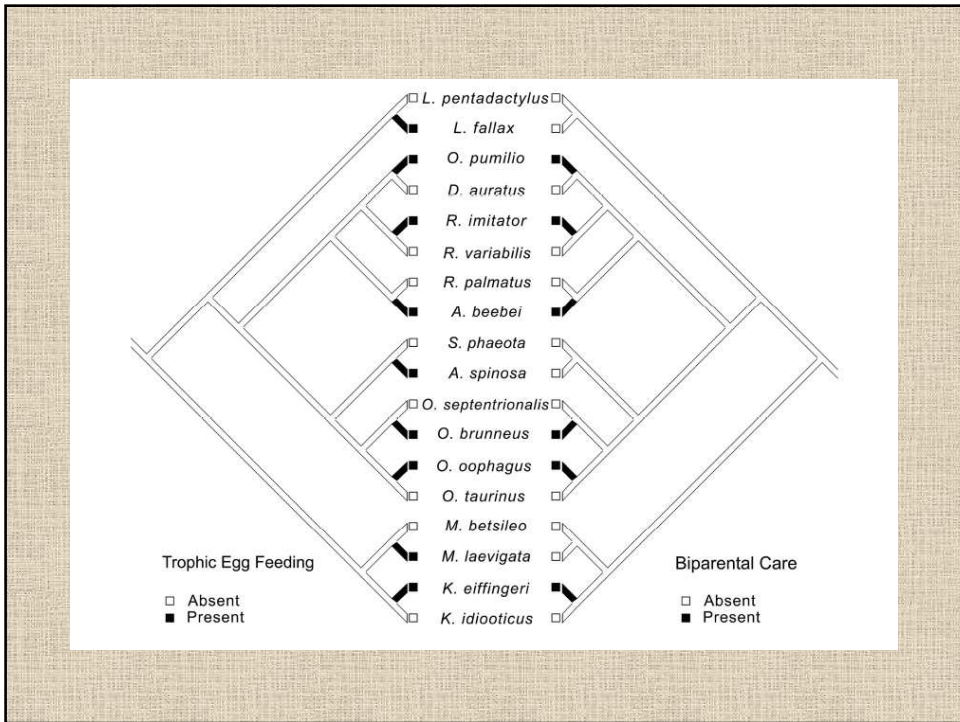 L. pentadactylus
L. fallax
O. pumilio
D. auratus
R. imitator
R. variabilis
R. palmatus
A. beebei
S. phaeota
A. spinosa
O. septentrionalis
O. brunneus
O. oophagus
O. taurinus
M. betsileo
M. laevigata
K. eiffingeri
K. idiooticus
Trophic Egg Feeding
Absent
Present
Biparental Care
Absent
Present